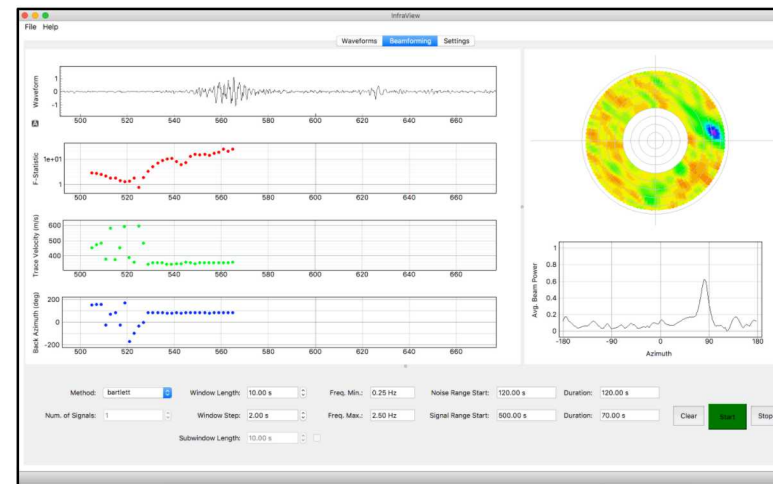 InfraView
File Help
Waveforms Beamforming Settings
Waveform
1
0
-1
A
500 520 540 560 580 600 620 640 660
F-Statistic
1e+01
1
500 520 540 560 580 600 620 640 660
Trace Velocity (m/s)
600
500
400
500 520 540 560 580 600 620 640 660
Back Azimuth (deg)
200
0
-200
500 520 540 560 580 600 620 640 660
Avg. Beam Power
1
0.8
0.6
0.4
0.2
0
-180 -90 0 90 180
Azimuth
Method: bartlett Window Length: 10.00 s Freq. Min.: 0.25 Hz Noise Range Start: 120.00 s Duration: 120.00 s
Num. of Signals: 1 Window Step: 2.00 s Freq. Max.: 2.50 Hz Signal Range Start: 500.00 s Duration: 70.00 s Clear Start Stop
Subwindow Length: 10.00 s